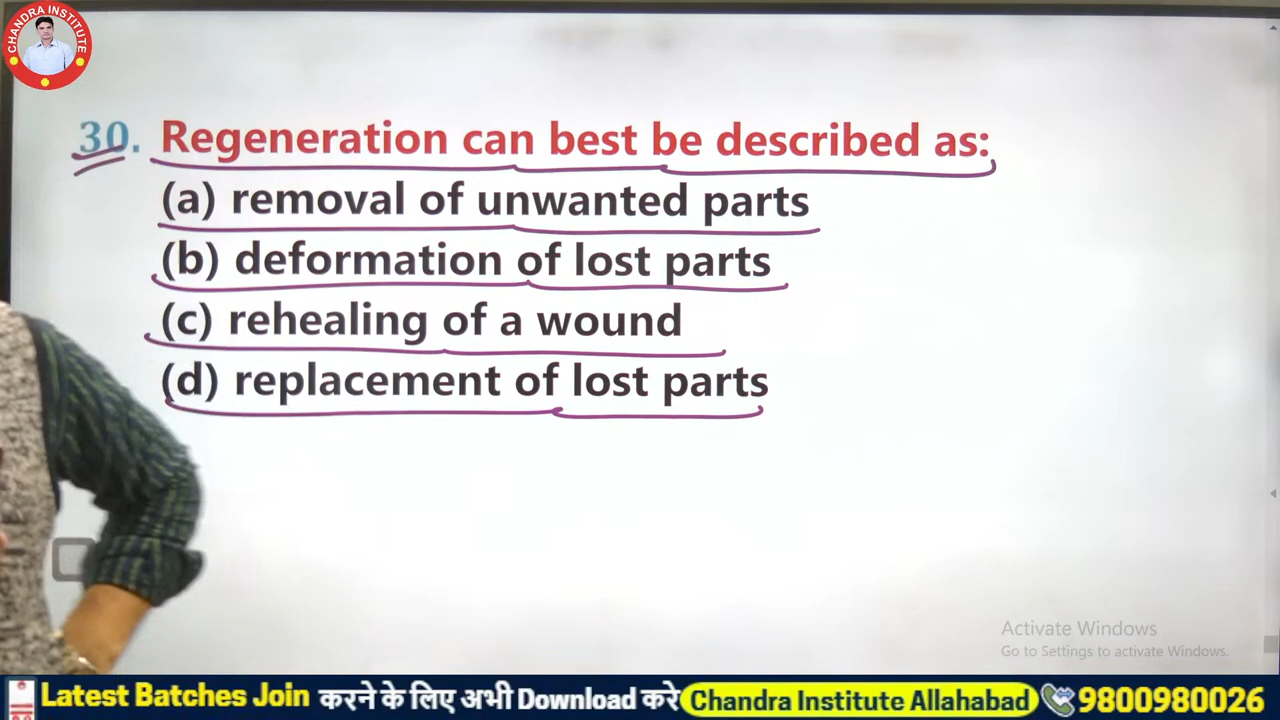 CHANDRA INSTITUTE
30. Regeneration can best be described as:
(a) removal of unwanted parts
(b) deformation of lost parts
(c) rehealing of a wound
(d) replacement of lost parts
Activate Windows
Go to Settings to activate Windows.
Latest Batches Join करने के लिए अभी Download करे Chandra Institute Allahabad 9800980026